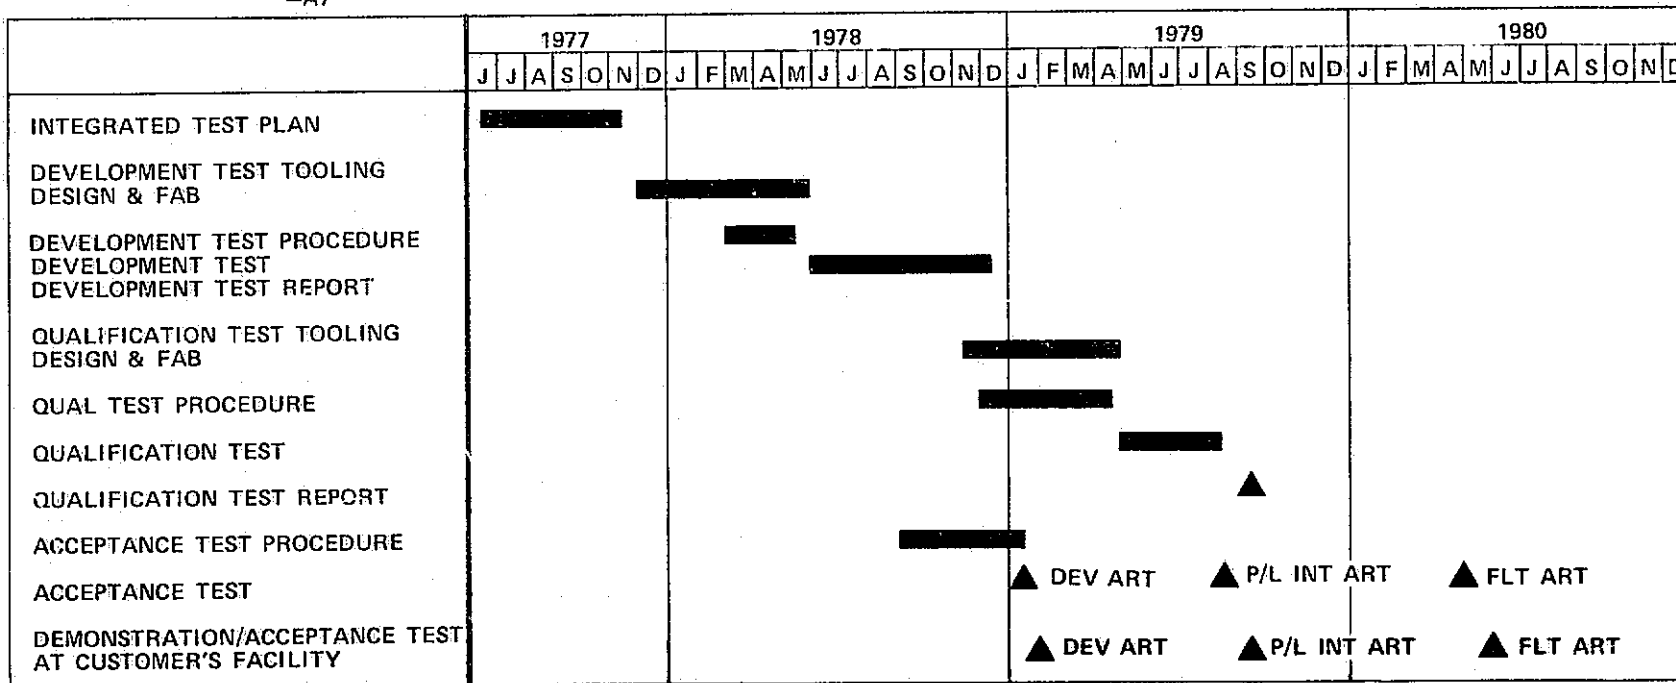 1977 1978 1979 1980
J J A S O N D J F M A M J J A S O N D J F M A M J J A S O N D J F M A M J J A S O N D
INTEGRATED TEST PLAN
DEVELOPMENT TEST TOOLING
DESIGN & FAB
DEVELOPMENT TEST PROCEDURE
DEVELOPMENT TEST
DEVELOPMENT TEST REPORT
QUALIFICATION TEST TOOLING
DESIGN & FAB
QUAL TEST PROCEDURE
QUALIFICATION TEST
QUALIFICATION TEST REPORT
ACCEPTANCE TEST PROCEDURE
ACCEPTANCE TEST DEV ART P/L INT ART FLT ART
DEMONSTRATION/ACCEPTANCE TEST
AT CUSTOMER'S FACILITY DEV ART P/L INT ART FLT ART